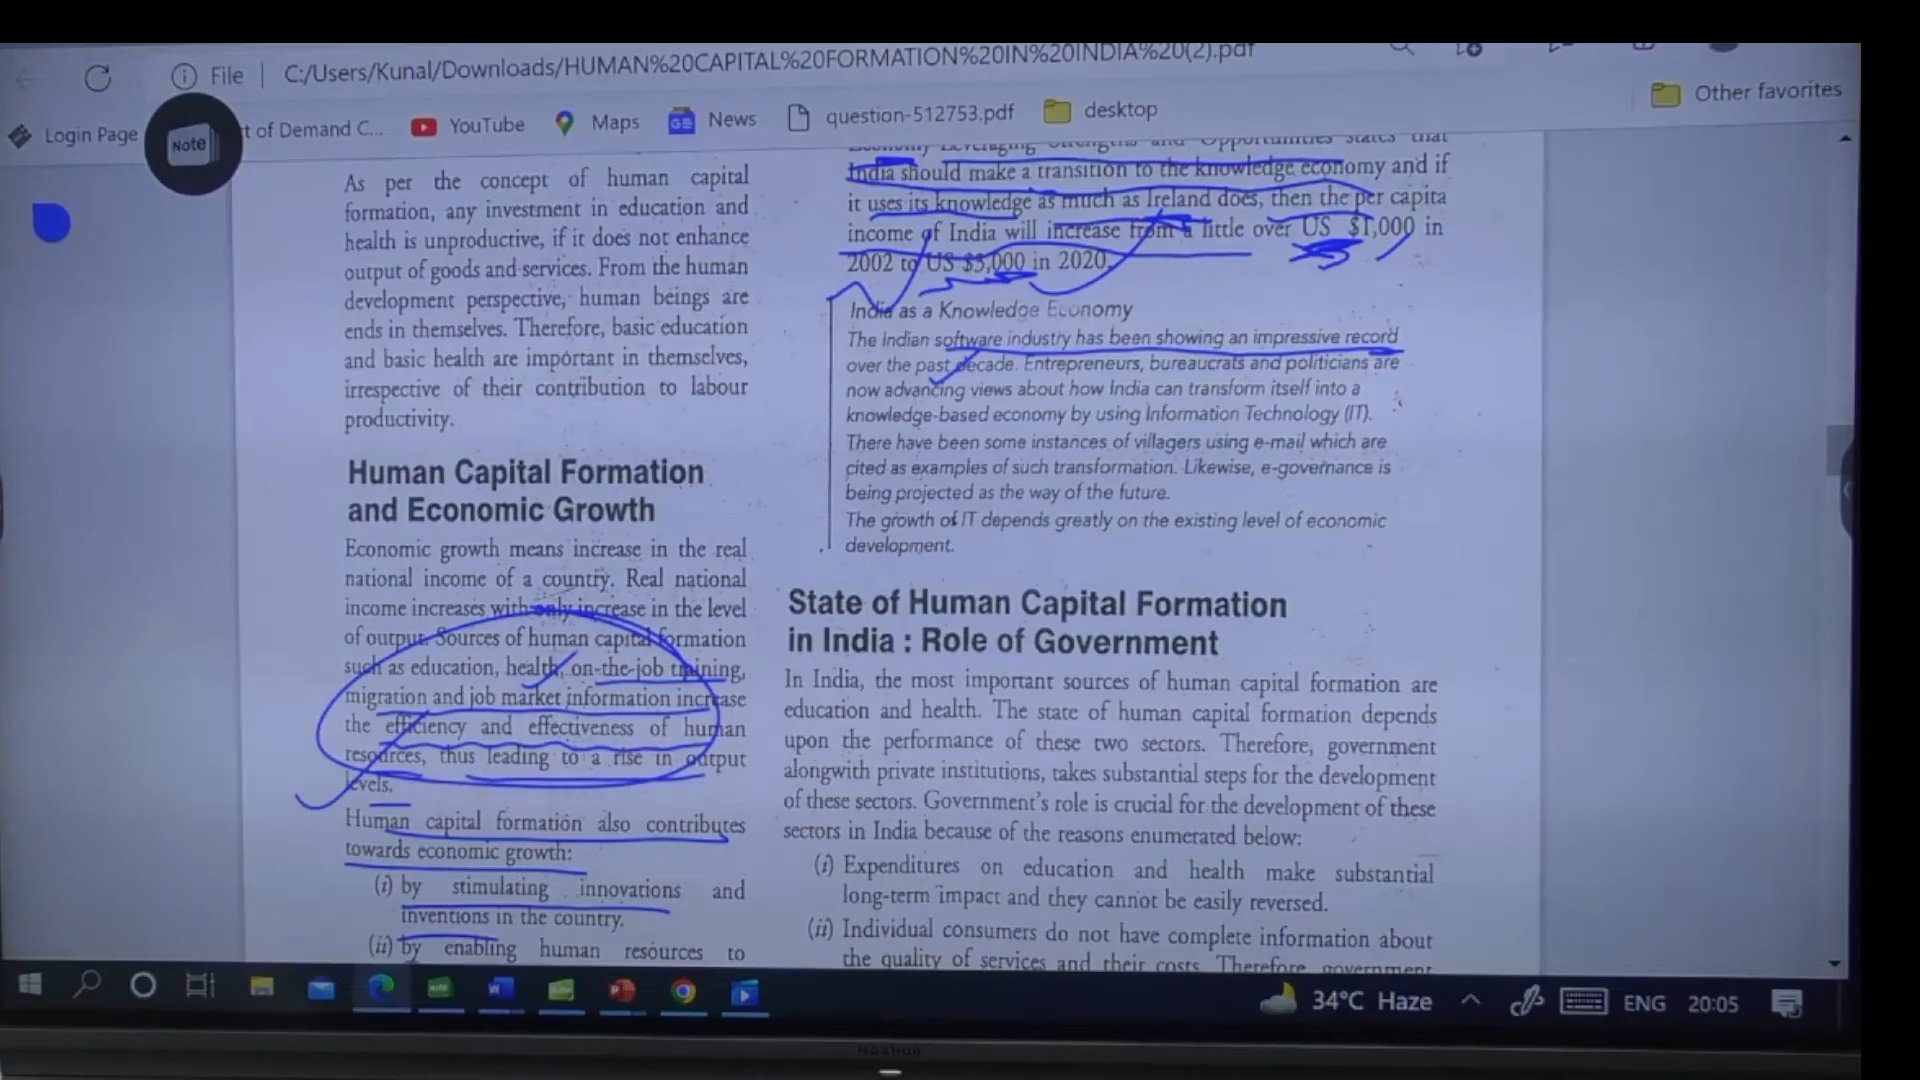 File | C:/Users/Kunal/Downloads/HUMAN%20CAPITAL%20FORMATION%20IN%20INDIA%20(2).pdf
Login Page
Note
t of Demand C...
YouTube
Maps
News
question-512753.pdf
desktop
Other favorites
As per the concept of human capital
formation, any investment in education and
health is unproductive, if it does not enhance
output of goods and services. From the human
development perspective, human beings are
ends in themselves. Therefore, basic education
and basic health are important in themselves,
irrespective of their contribution to labour
productivity.
Human Capital Formation
and Economic Growth
Economic growth means increase in the real
national income of a country. Real national
income increases with only increase in the level
of output. Sources of human capital formation
such as education, health, on-the-job training,
migration and job market information increase
the efficiency and effectiveness of human
resources, thus leading to a rise in output
levels.
Human capital formation also contributes
towards economic growth:
(i) by stimulating innovations and
inventions in the country.
(ii) by enabling human resources to
Economy Leveraging Strengths and Opportunities states that
India should make a transition to the knowledge economy and if
it uses its knowledge as much as Ireland does, then the per capita
income of India will increase from a little over US $1,000 in
2002 to US $3,000 in 2020.
India as a Knowledge Economy
The Indian software industry has been showing an impressive record
over the past decade. Entrepreneurs, bureaucrats and politicians are
now advancing views about how India can transform itself into a
knowledge-based economy by using Information Technology (IT).
There have been some instances of villagers using e-mail which are
cited as examples of such transformation. Likewise, e-governance is
being projected as the way of the future.
The growth of IT depends greatly on the existing level of economic
development.
State of Human Capital Formation
in India : Role of Government
In India, the most important sources of human capital formation are
education and health. The state of human capital formation depends
upon the performance of these two sectors. Therefore, government
alongwith private institutions, takes substantial steps for the development
of these sectors. Government's role is crucial for the development of these
sectors in India because of the reasons enumerated below:
(i) Expenditures on education and health make substantial
long-term impact and they cannot be easily reversed.
(ii) Individual consumers do not have complete information about
the quality of services and their costs. Therefore government
34°C Haze
ENG
20:05
MAXHUB